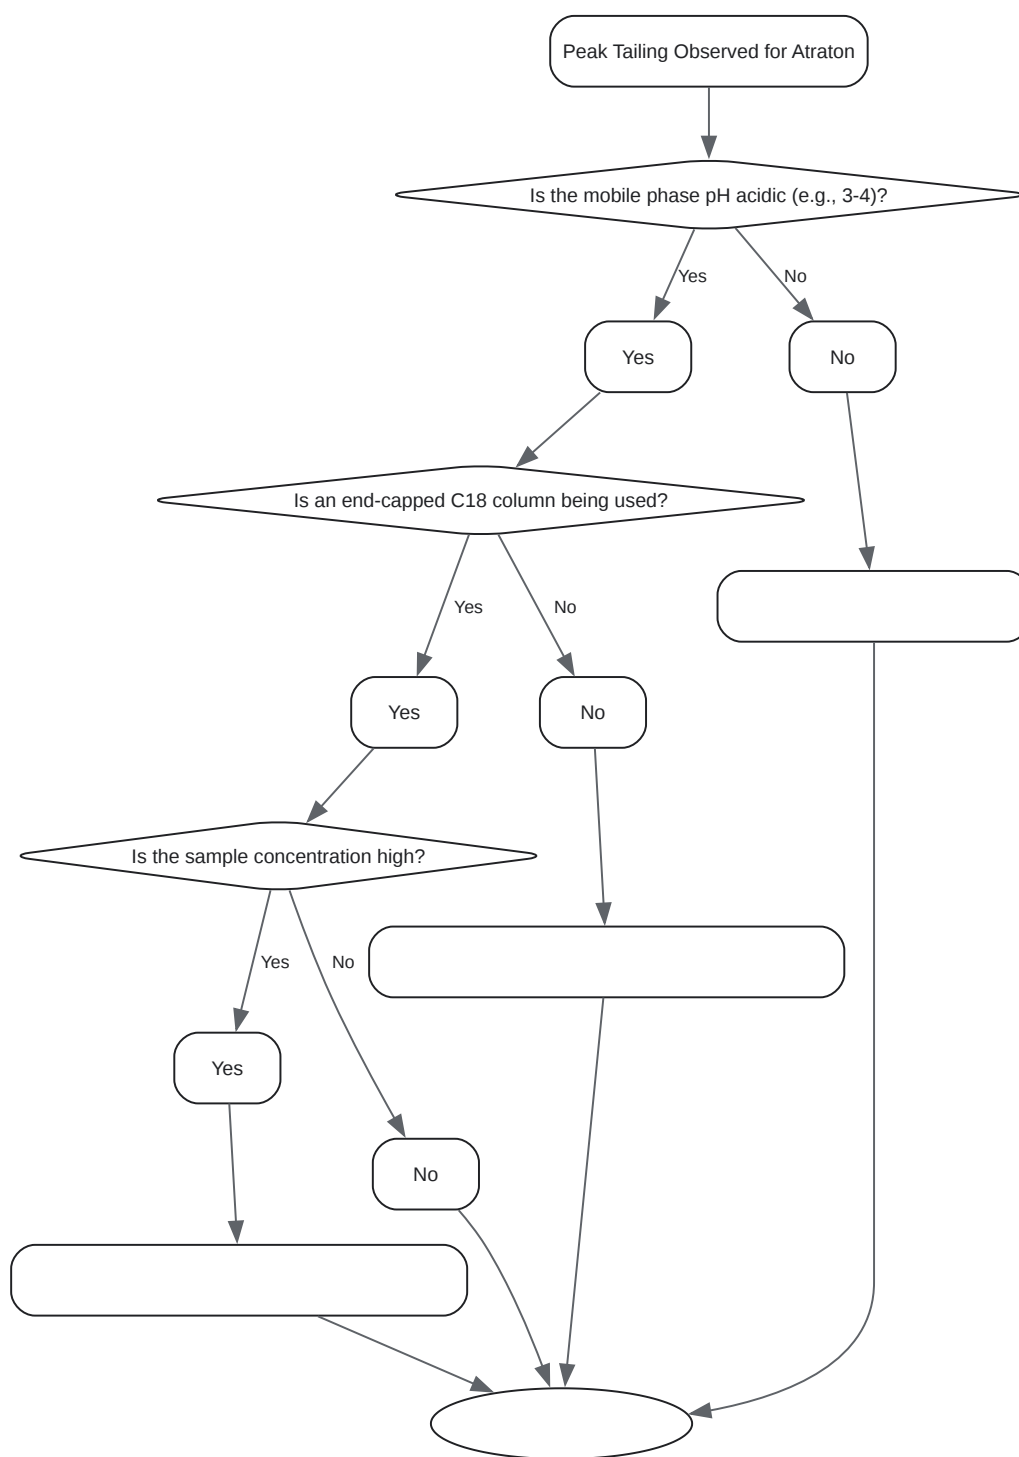 Peak Tailing Observed for Atraton
Is the mobile phase pH acidic (e.g., 3-4)?
Yes
No
Yes
No
Is an end-capped C18 column being used?
Yes
No
Yes
No
Is the sample concentration high?
Yes
No
Yes
No